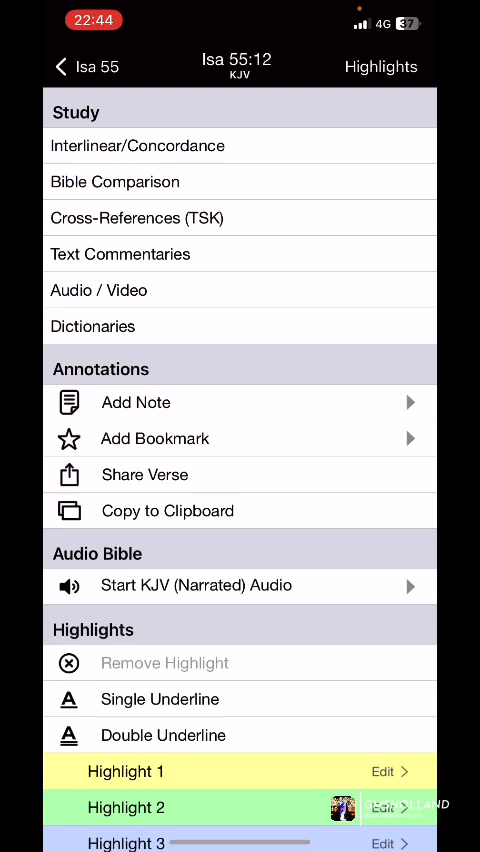 22:44
4G 37
Isa 55
Isa 55:12
KJV
Highlights
Study
Interlinear/Concordance
Bible Comparison
Cross-References (TSK)
Text Commentaries
Audio / Video
Dictionaries
Annotations
Add Note
Add Bookmark
Share Verse
Copy to Clipboard
Audio Bible
Start KJV (Narrated) Audio
Highlights
Remove Highlight
A Single Underline
A Double Underline
Highlight 1 Edit
Highlight 2 Edit
Highlight 3 Edit